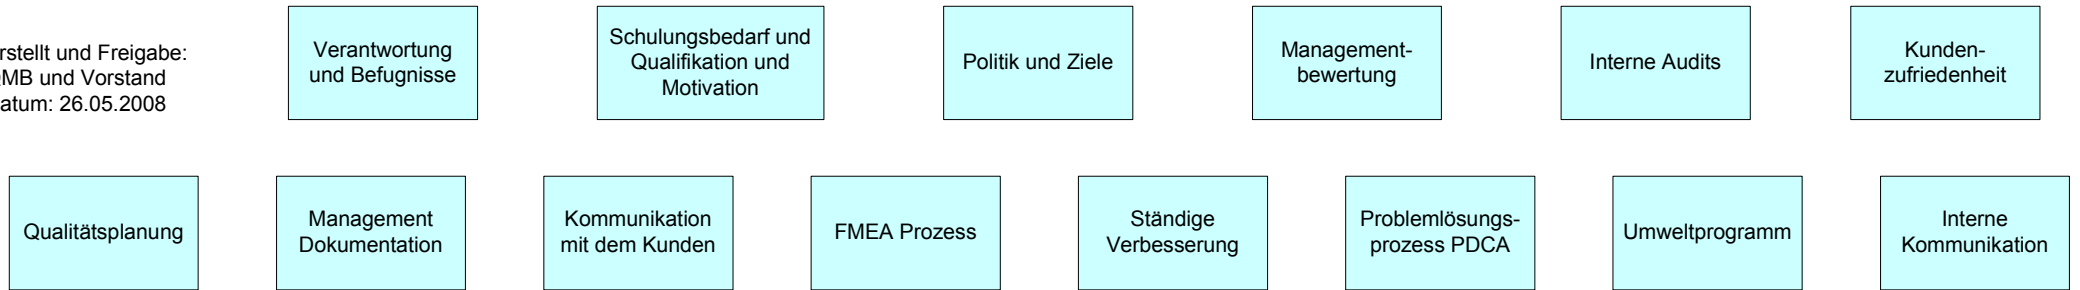 rstellt und Freigabe:
MB und Vorstand
atum: 26.05.2008
Verantwortung
und Befugnisse
Schulungsbedarf und
Qualifikation und
Motivation
Politik und Ziele
Management-
bewertung
Interne Audits
Kunden-
zufriedenheit
Qualitätsplanung
Management
Dokumentation
Kommunikation
mit dem Kunden
FMEA Prozess
Ständige
Verbesserung
Problemlösungs-
prozess PDCA
Umweltprogramm
Interne
Kommunikation